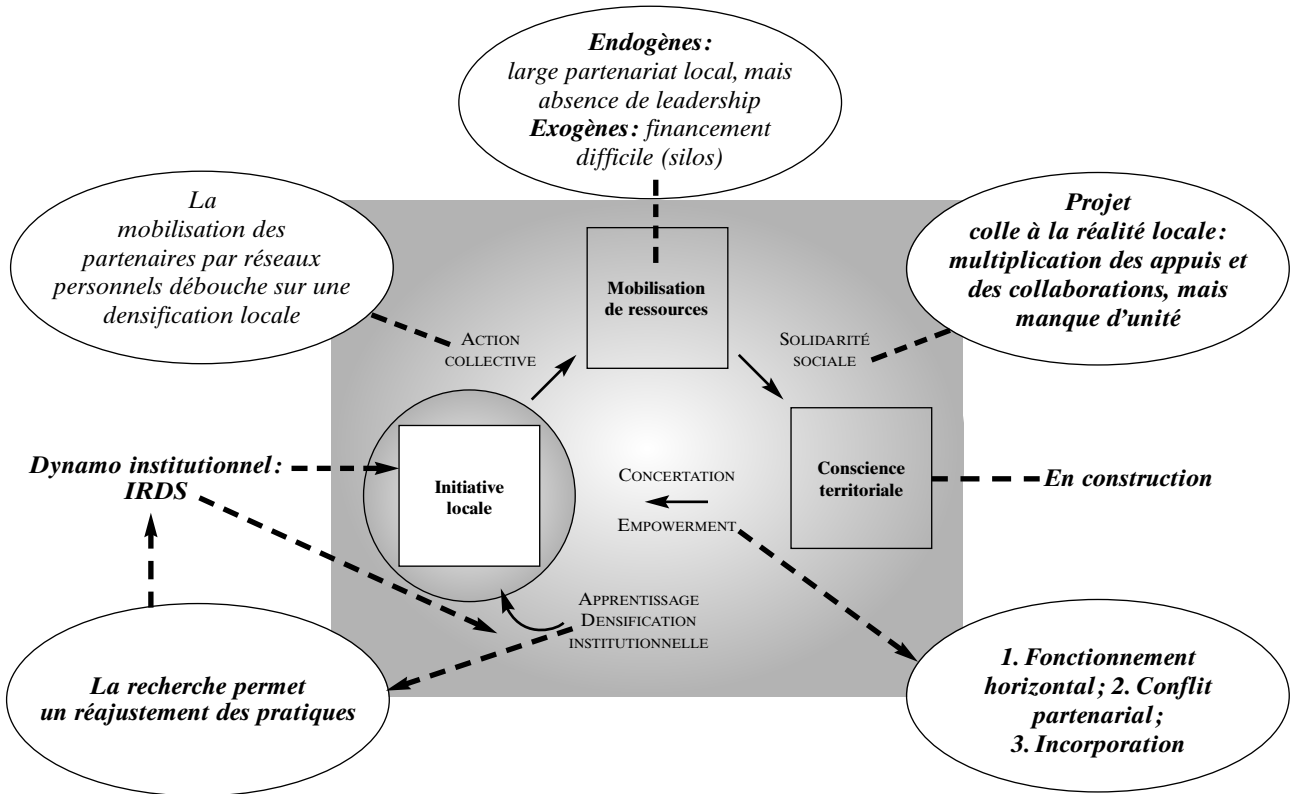 Endogènes :
large partenariat local, mais
absence de leadership
Exogènes : financement
difficile (silos)
La
mobilisation des
partenaires par réseaux
personnels débouche sur une
densification locale
Projet
colle à la réalité locale :
multiplication des appuis et
des collaborations, mais
manque d'unité
Mobilisation
de ressources
ACTION
COLLECTIVE
SOLIDARITÉ
SOCIALE
Dynamo institutionnel :
IRDS
Initiative
locale
CONCERTATION
EMPOWERMENT
Conscience
territoriale
En construction
APPRENTISSAGE
DENSIFICATION
INSTITUTIONNELLE
La recherche permet
un réajustement des pratiques
1. Fonctionnement
horizontal ; 2. Conflit
partenarial ;
3. Incorporation